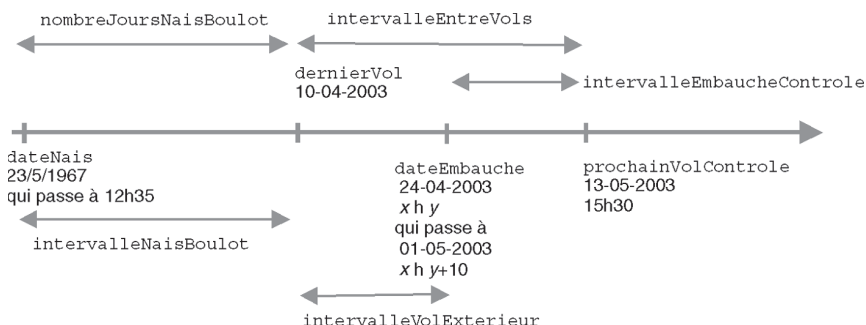 nombreJoursNaisBoulot
intervalleEntreVols
dernierVol
10-04-2003
intervalleEmbaucheControle
dateNais
23/5/1967
qui passe à 12h35
dateEmbauche
24-04-2003
x h y
qui passe à
01-05-2003
x h y+10
prochainVolControle
13-05-2003
15h30
intervalleNaisBoulot
intervalleVolExterieur